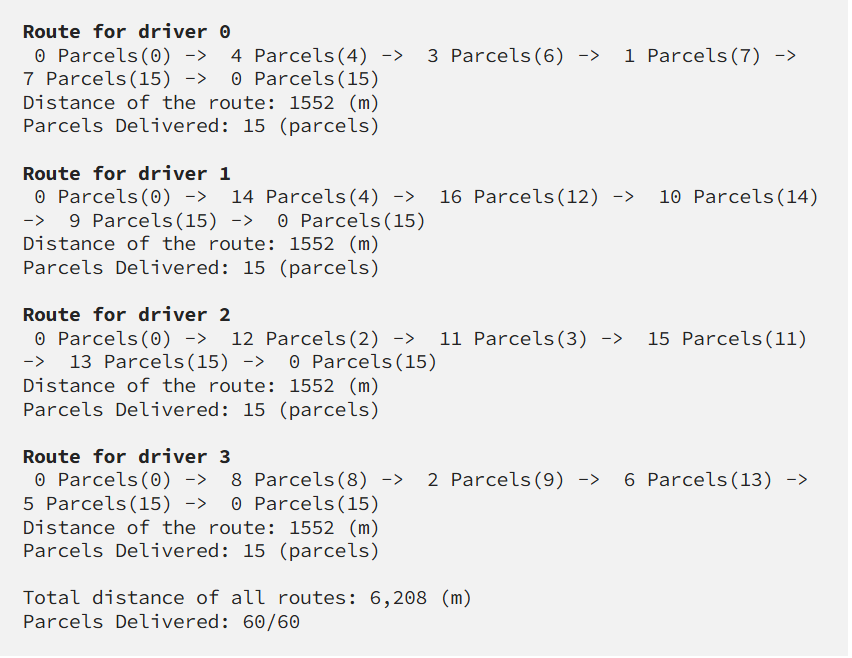 Route for driver 0
 0 Parcels(0) ->  4 Parcels(4) ->  3 Parcels(6) ->  1 Parcels(7) ->
7 Parcels(15) ->  0 Parcels(15)
Distance of the route: 1552 (m)
Parcels Delivered: 15 (parcels)

Route for driver 1
 0 Parcels(0) ->  14 Parcels(4) ->  16 Parcels(12) ->  10 Parcels(14)
->  9 Parcels(15) ->  0 Parcels(15)
Distance of the route: 1552 (m)
Parcels Delivered: 15 (parcels)

Route for driver 2
 0 Parcels(0) ->  12 Parcels(2) ->  11 Parcels(3) ->  15 Parcels(11)
->  13 Parcels(15) ->  0 Parcels(15)
Distance of the route: 1552 (m)
Parcels Delivered: 15 (parcels)

Route for driver 3
 0 Parcels(0) ->  8 Parcels(8) ->  2 Parcels(9) ->  6 Parcels(13) ->
5 Parcels(15) ->  0 Parcels(15)
Distance of the route: 1552 (m)
Parcels Delivered: 15 (parcels)

Total distance of all routes: 6,208 (m)
Parcels Delivered: 60/60